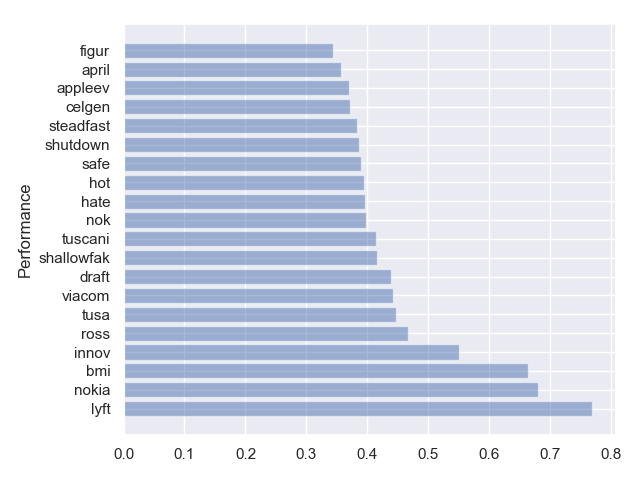 figur
april
appleev
celgen
steadfast
shutdown
safe
hot
hate
nok
tuscani
shallowfak
draft
viacom
tusa
ross
innov
bmi
nokia
lyft
Performance
0.0 0.1 0.2 0.3 0.4 0.5 0.6 0.7 0.8